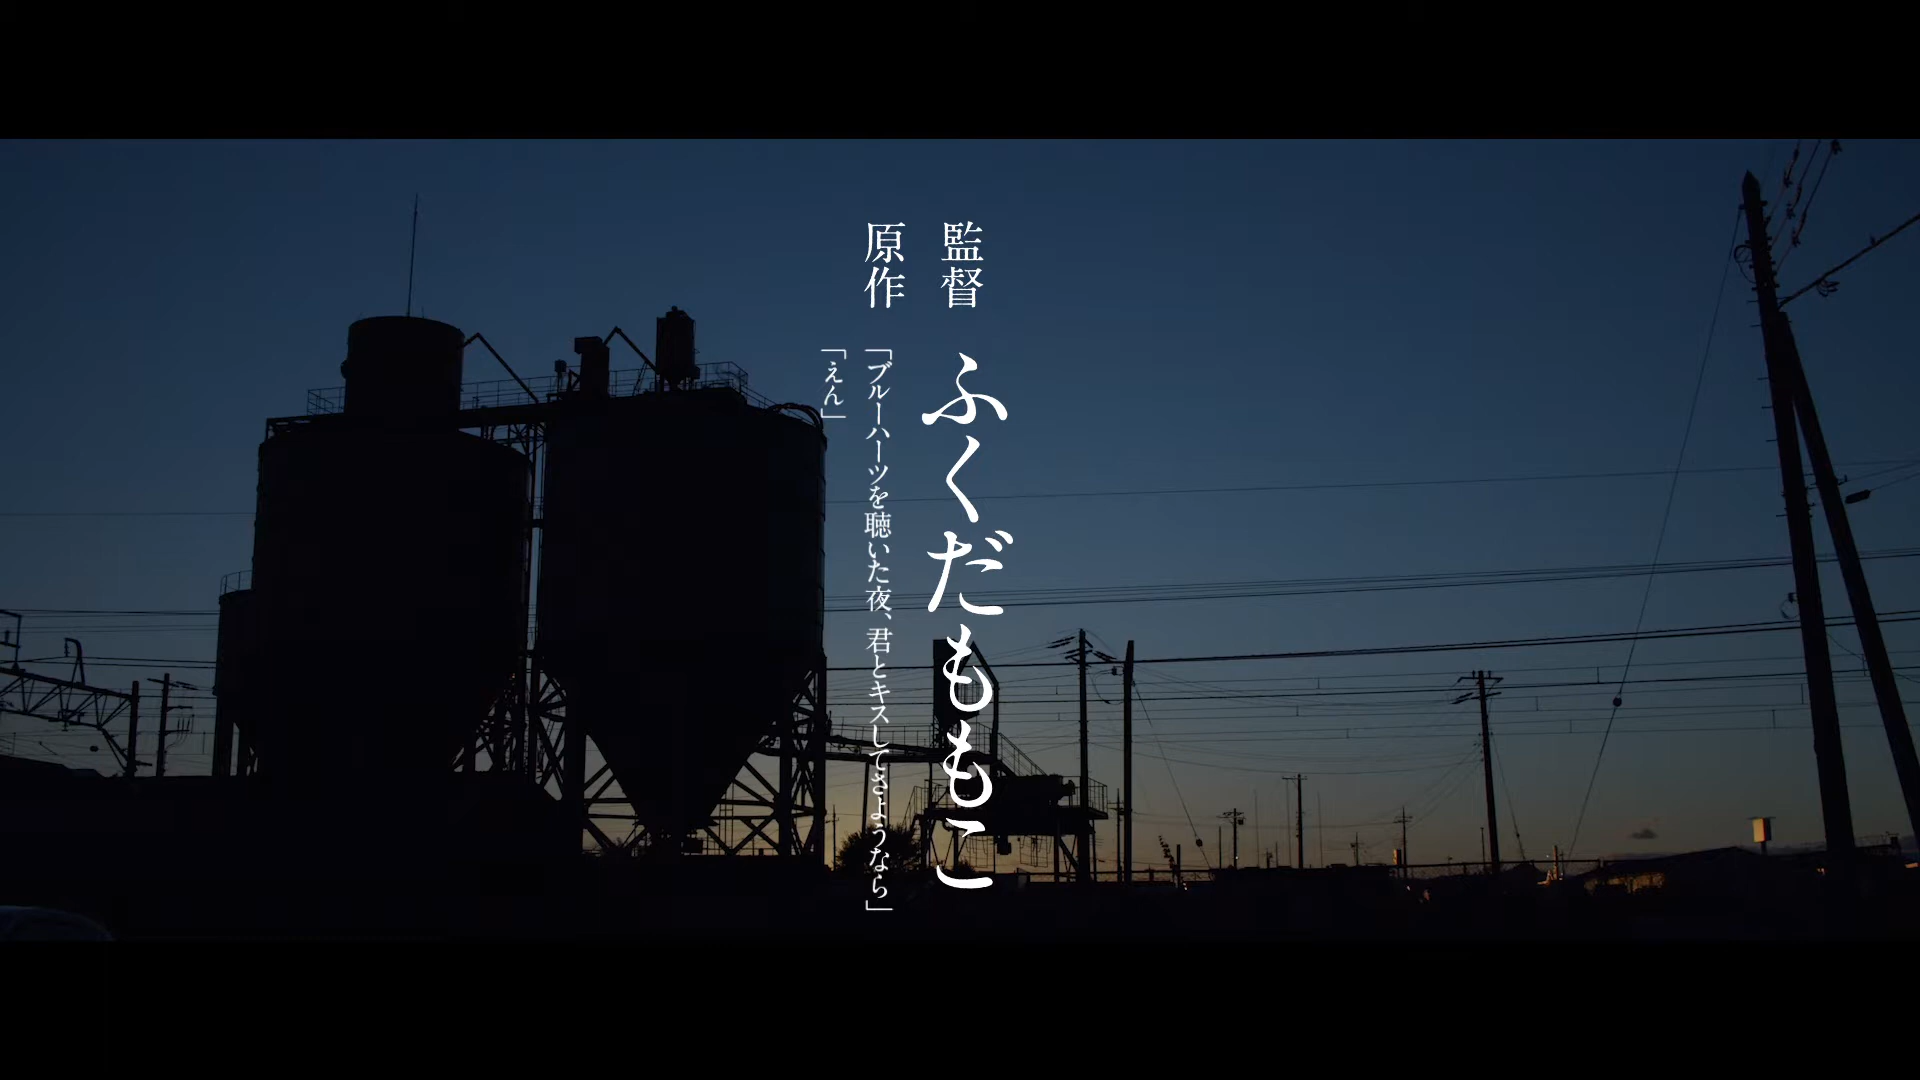 監督
ふくだももこ
原作
「ブルーハーツを聴いた夜、君とキスしてさようなら」
「えん」